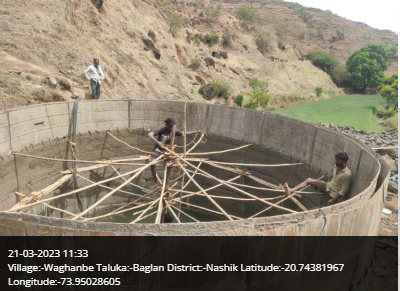 21-03-2023 11:33
Village:-Waghanbe Taluka:-Baglan District:-Nashik Latitude:-20.74381967
Longitude:-73.95028605